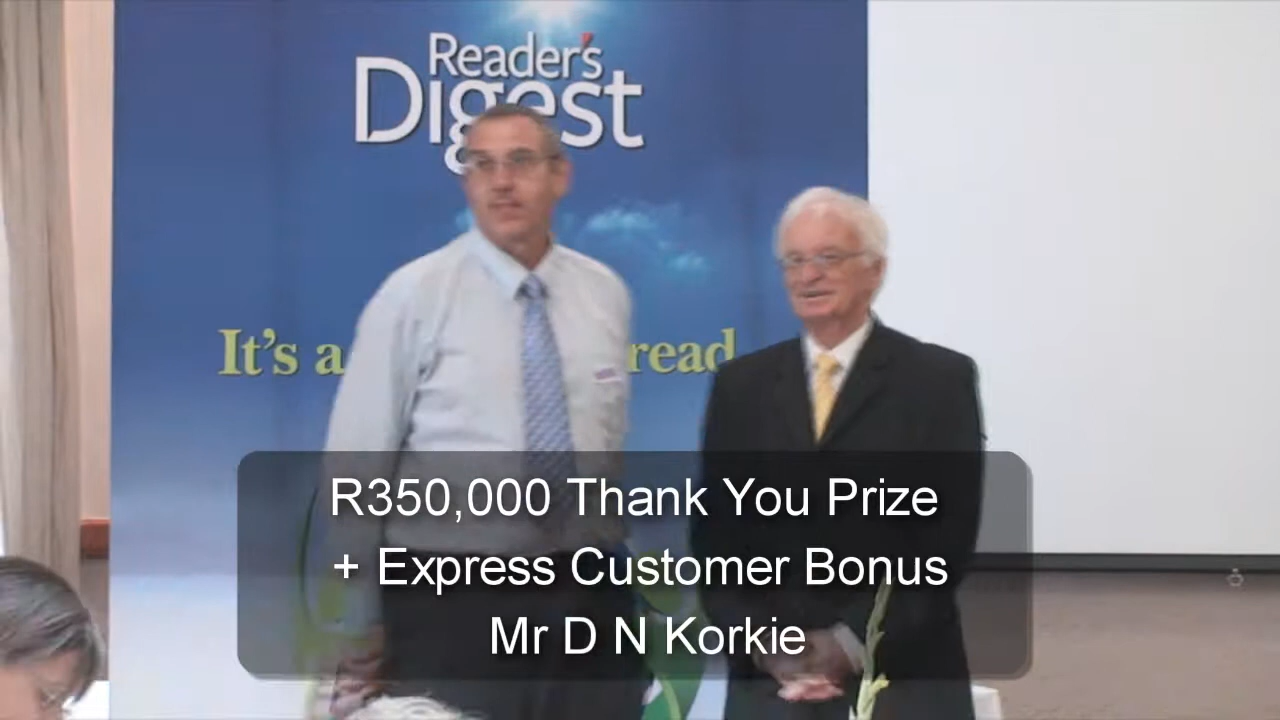 Reader's
Digest
It's a read
R350,000 Thank You Prize
+ Express Customer Bonus
Mr D N Korkie